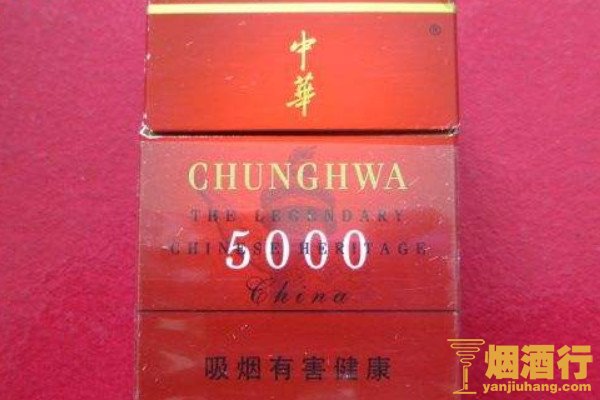 中
華
®
CHUNGHWA
THE LEGENDARY
CHINESE HERITAGE
5000
China
吸烟有害健康
烟酒行
yanjiuhang.com